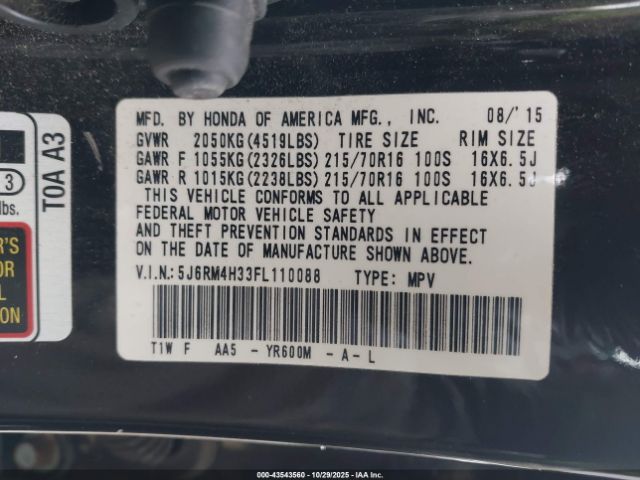 MFD. BY HONDA OF AMERICA MFG., INC. 08/'15
GVWR 2050KG(4519LBS) TIRE SIZE RIM SIZE
GAWR F 1055KG(2326LBS) 215/70R16 100S 16X6.5J
GAWR R 1015KG(2238LBS) 215/70R16 100S 16X6.5J
THIS VEHICLE CONFORMS TO ALL APPLICABLE
FEDERAL MOTOR VEHICLE SAFETY
AND THEFT PREVENTION STANDARDS IN EFFECT
ON THE DATE OF MANUFACTURE SHOWN ABOVE.
V.I.N.:5J6RM4H33FL110088 TYPE: MPV
T1W F AA5 - YR600M - A - L
T0A A3
3
lbs.
000-43543560 | 10/29/2025 | IAA Inc.